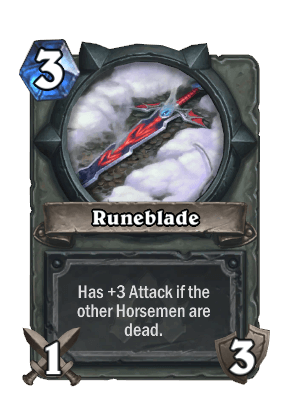 3
Runeblade
Has +3 Attack if the
other Horsemen are
dead.
1
3